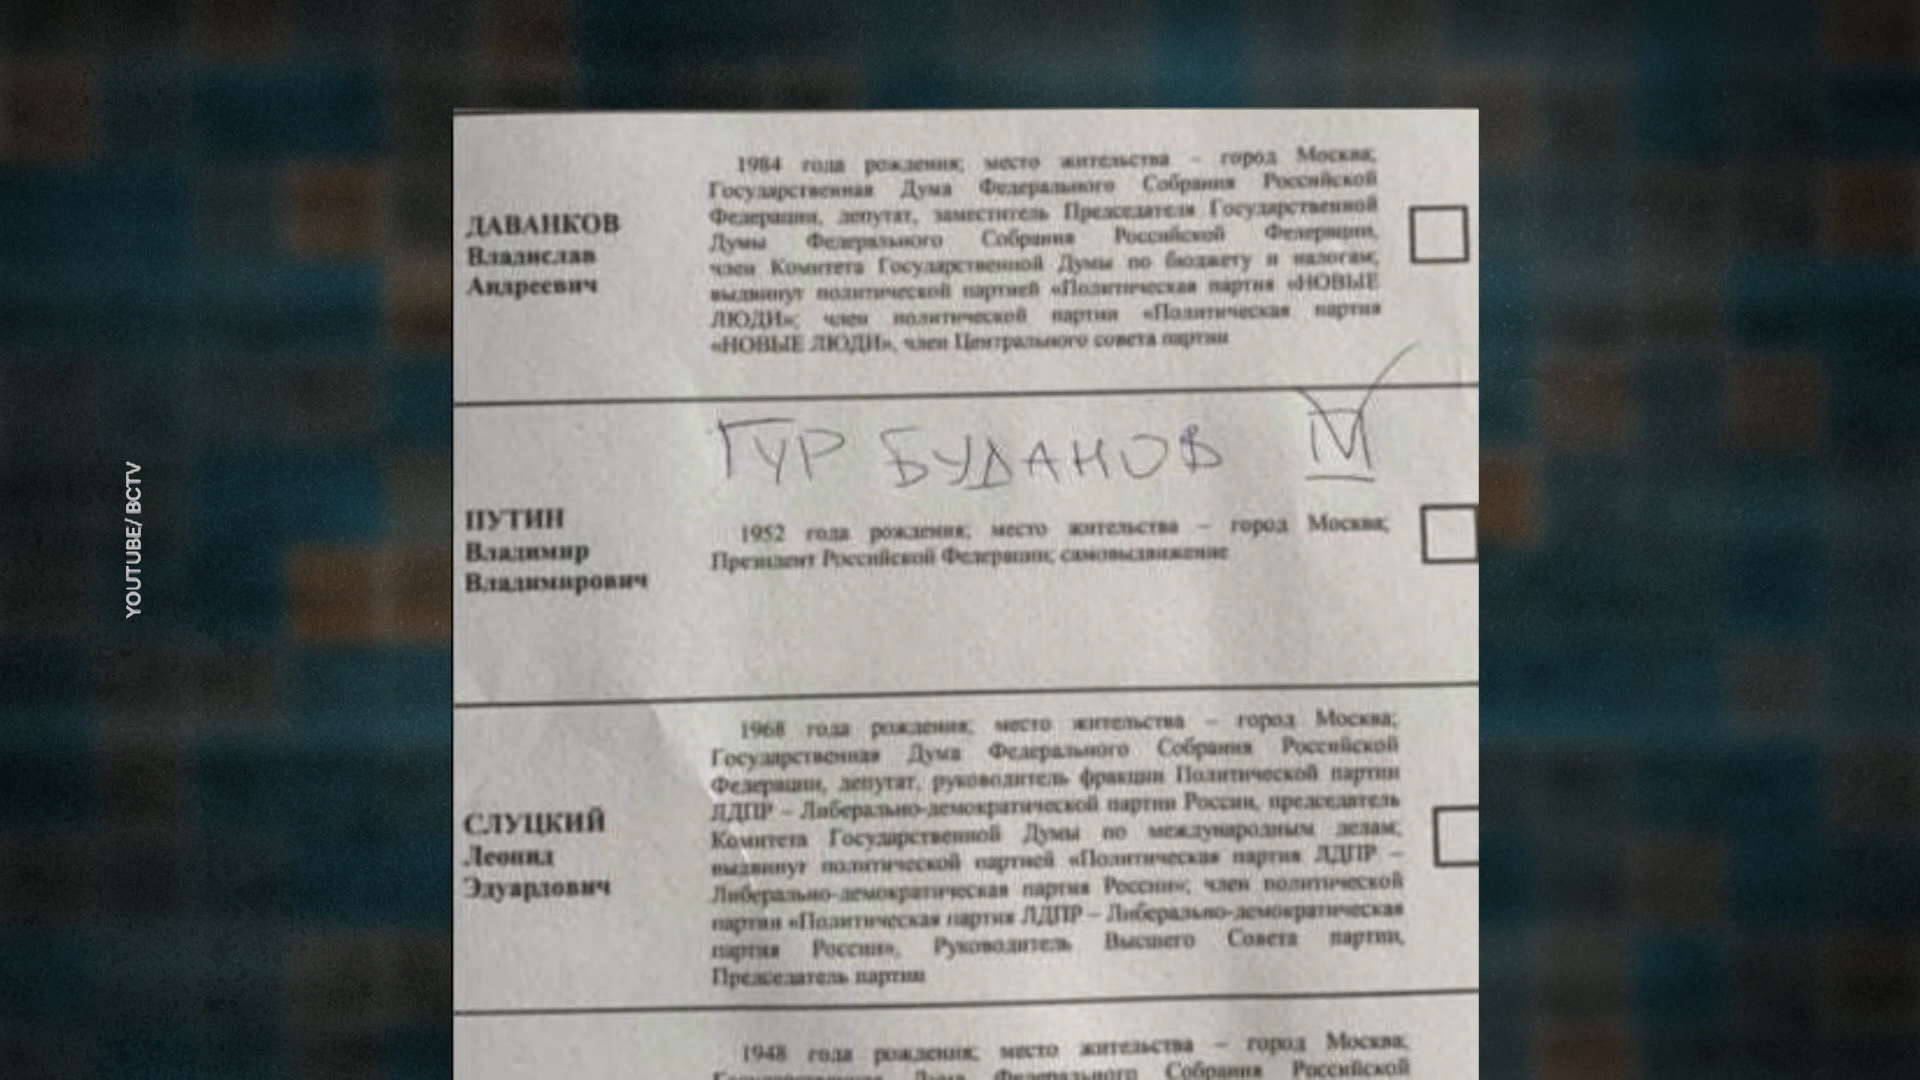 ДАВАНКОВ
Владислав
Андреевич
1984 года рождения; место жительства – город Москва;
Государственная Дума Федерального Собрания Российской
Федерации, депутат, заместитель Председателя Государственной
Думы Федерального Собрания Российской Федерации,
член Комитета Государственной Думы по бюджету и налогам;
выдвинут политической партией «Политическая партия «НОВЫЕ
ЛЮДИ»; член политической партии «Политическая партия
«НОВЫЕ ЛЮДИ», член Центрального совета партии
ГУР БУДАНОВ
ПУТИН
Владимир
Владимирович
1952 года рождения; место жительства – город Москва;
Президент Российской Федерации; самовыдвижение
СЛУЦКИЙ
Леонид
Эдуардович
1968 года рождения; место жительства – город Москва;
Государственная Дума Федерального Собрания Российской
Федерации, депутат, руководитель фракции Политической партии
ЛДПР – Либерально-демократической партии России, председатель
Комитета Государственной Думы по международным делам;
выдвинут политической партией «Политическая партия ЛДПР –
Либерально-демократическая партия России»; член политической
партии «Политическая партия ЛДПР – Либерально-демократическая
партия России», Руководитель Высшего Совета партии,
Председатель партии
1948 года рождения; место жительства – город Москва;
Государственная Дума Федерального Собрания Российской
YOUTUBE/ BCTV